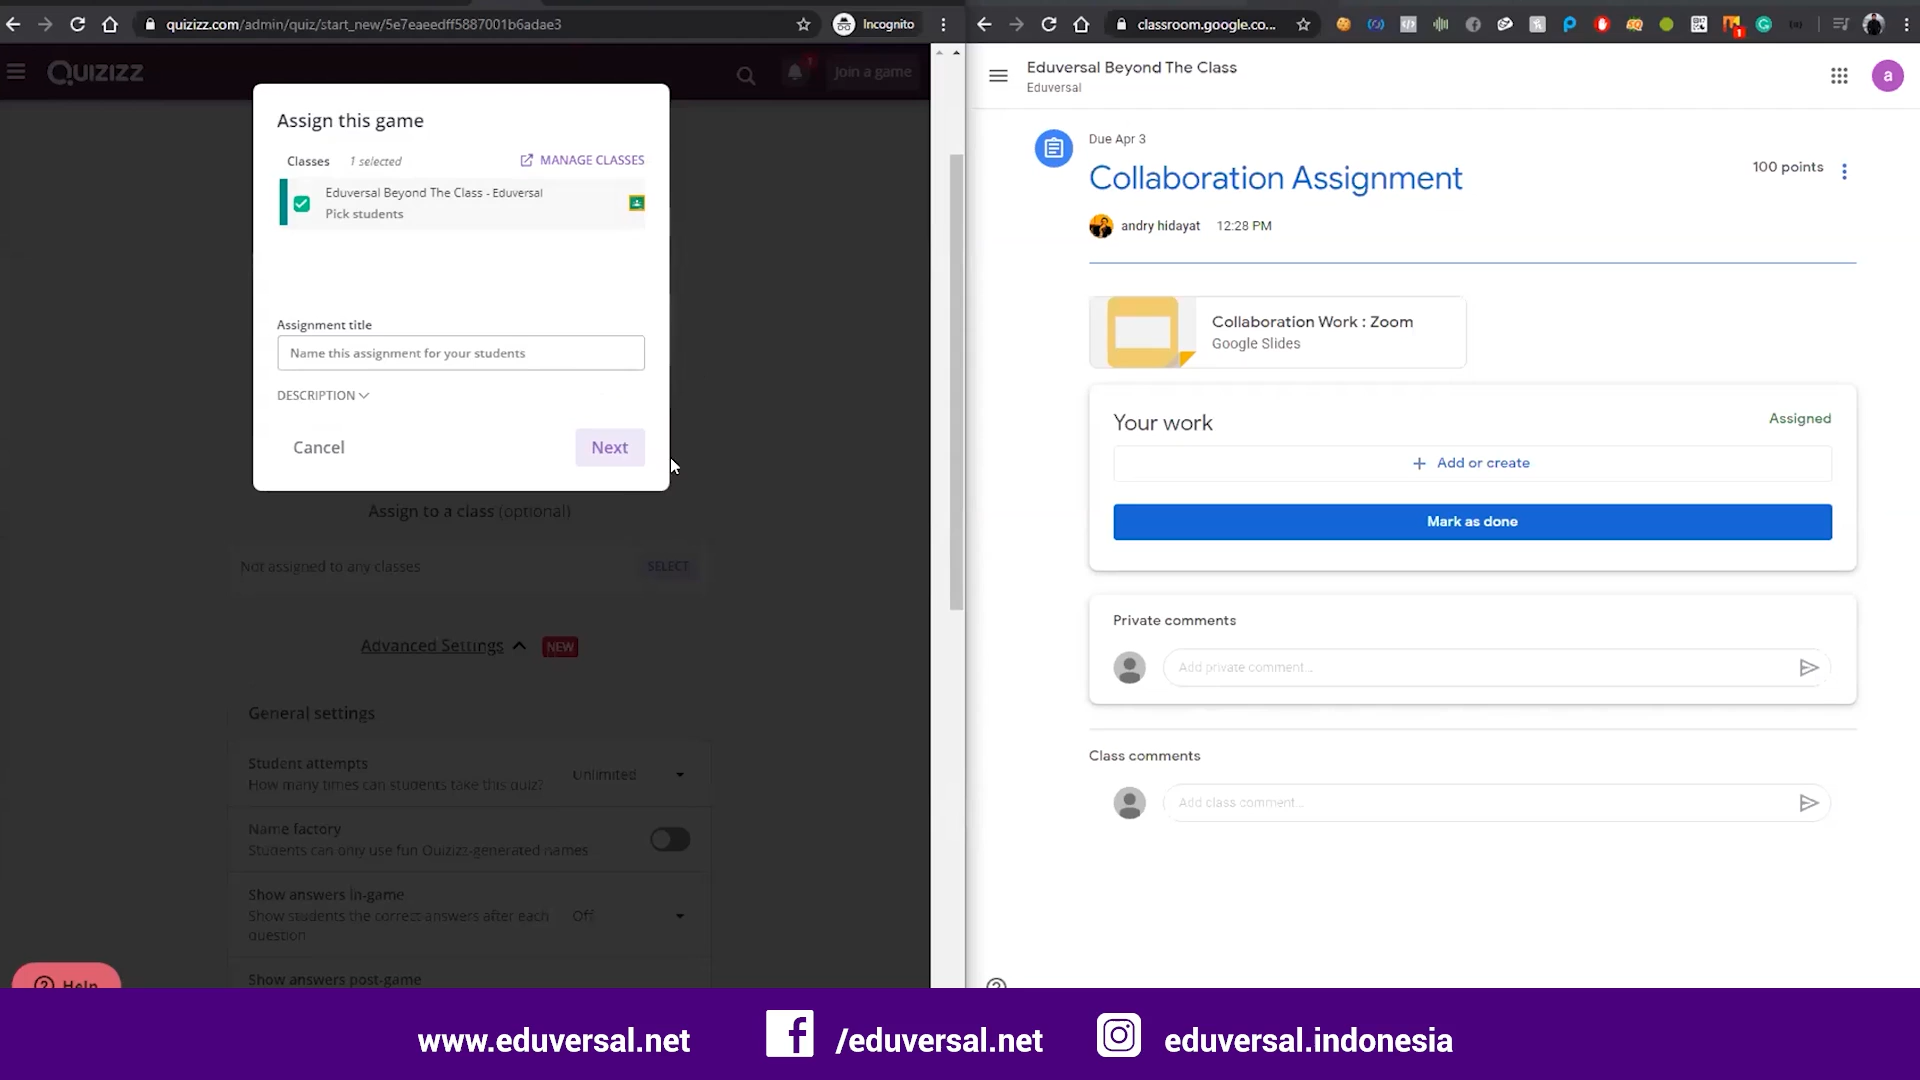 quizizz.com/admin/quiz/start_new/5e7eaeedff5887001b6adae3
Incognito
Quizizz
1
Join a game
Assign this game
Classes 1 selected MANAGE CLASSES
Eduversal Beyond The Class - Eduversal
Pick students
Assignment title
Name this assignment for your students
DESCRIPTION
Cancel Next
Assign to a class (optional)
Not assigned to any classes SELECT
Advanced Settings NEW
General settings
Student attempts
How many times can students take this quiz?
Unlimited
Name factory
Students can only use fun Quizizz-generated names
Show answers in-game
Show students the correct answers after each
question
Off
Show answers post-game
Help
classroom.google.co...
1
Eduversal Beyond The Class
Eduversal
a
Due Apr 3
Collaboration Assignment
100 points
andry hidayat 12:28 PM
Collaboration Work : Zoom
Google Slides
Your work
Assigned
Add or create
Mark as done
Private comments
Add private comment...
Class comments
Add class comment...
www.eduversal.net
/eduversal.net
eduversal.indonesia